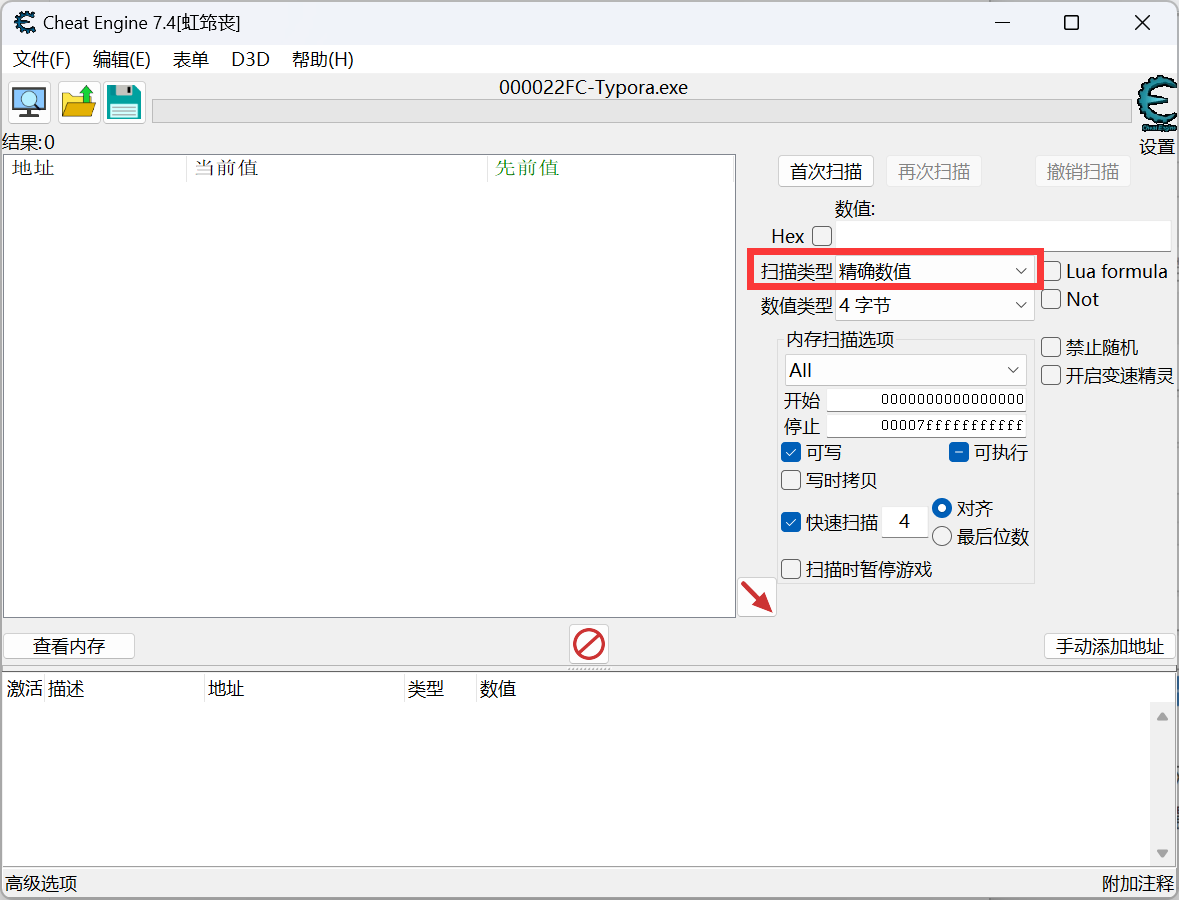 Cheat Engine 7.4[虹筇丧]
文件(F) 编辑(E) 表单 D3D 帮助(H)
000022FC-Typora.exe
Cheat Engine
设置
结果:0
地址 当前值 先前值
首次扫描 再次扫描 撤销扫描
数值:
Hex
扫描类型 精确数值 Lua formula
数值类型 4 字节 Not
内存扫描选项
All
禁止随机
开启变速精灵
开始 0000000000000000
停止 00007fffffffffff
可写 可执行
写时拷贝
快速扫描 4 对齐
最后位数
扫描时暂停游戏
查看内存 手动添加地址
激活 描述 地址 类型 数值
高级选项 附加注释